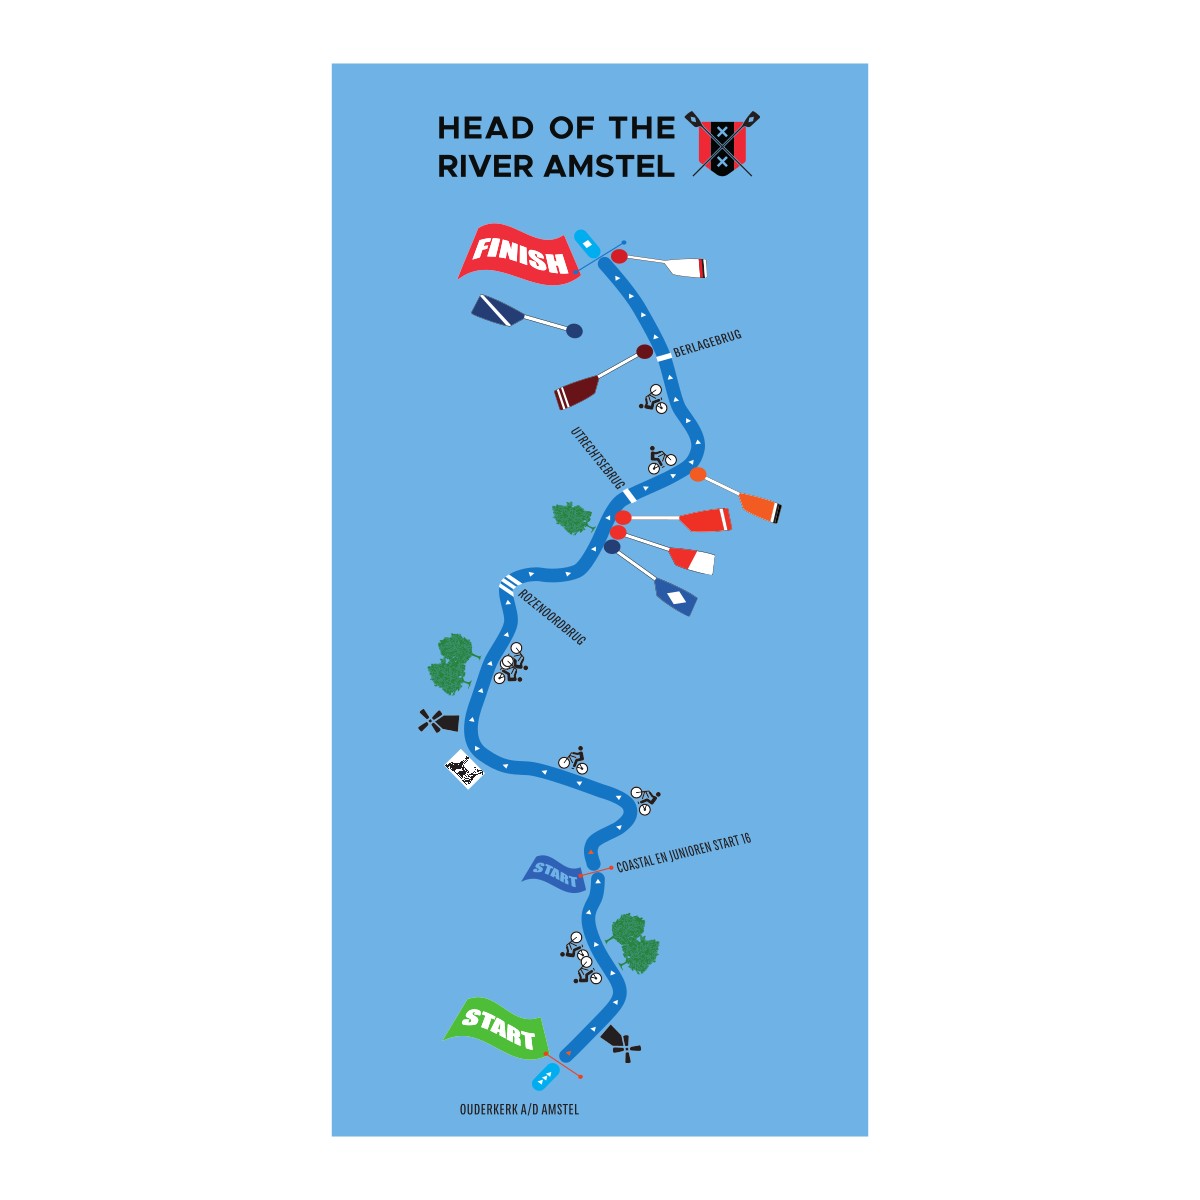 HEAD OF THE
RIVER AMSTEL
FINISH
BERLAGEBRUG
UTRECHTSEBRUG
ROZENOORDBRUG
COASTAL EN JUNIOREN START 16
START
START
OUDERKERK A/D AMSTEL